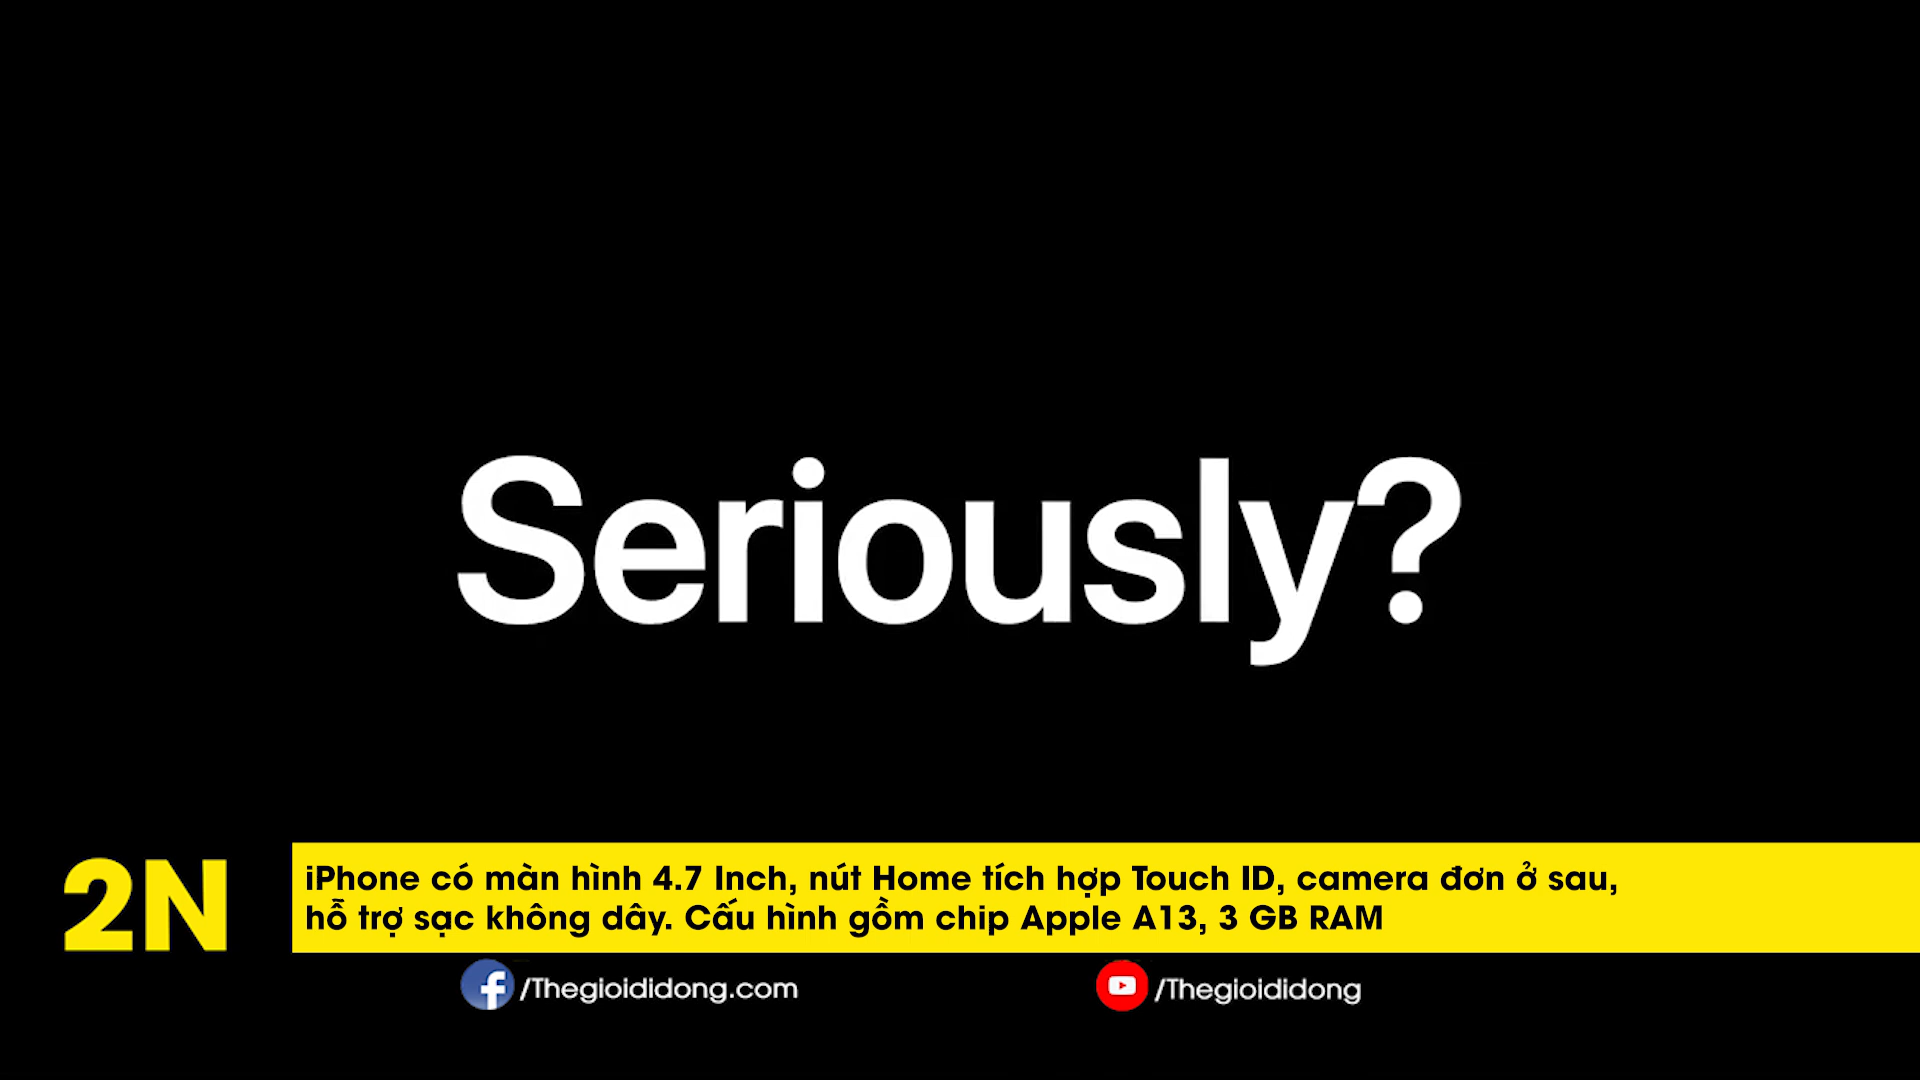 Seriously?
2N
iPhone có màn hình 4.7 Inch, nút Home tích hợp Touch ID, camera đơn ở sau,
hỗ trợ sạc không dây. Cấu hình gồm chip Apple A13, 3 GB RAM
/Thegioididong.com
/Thegioididong